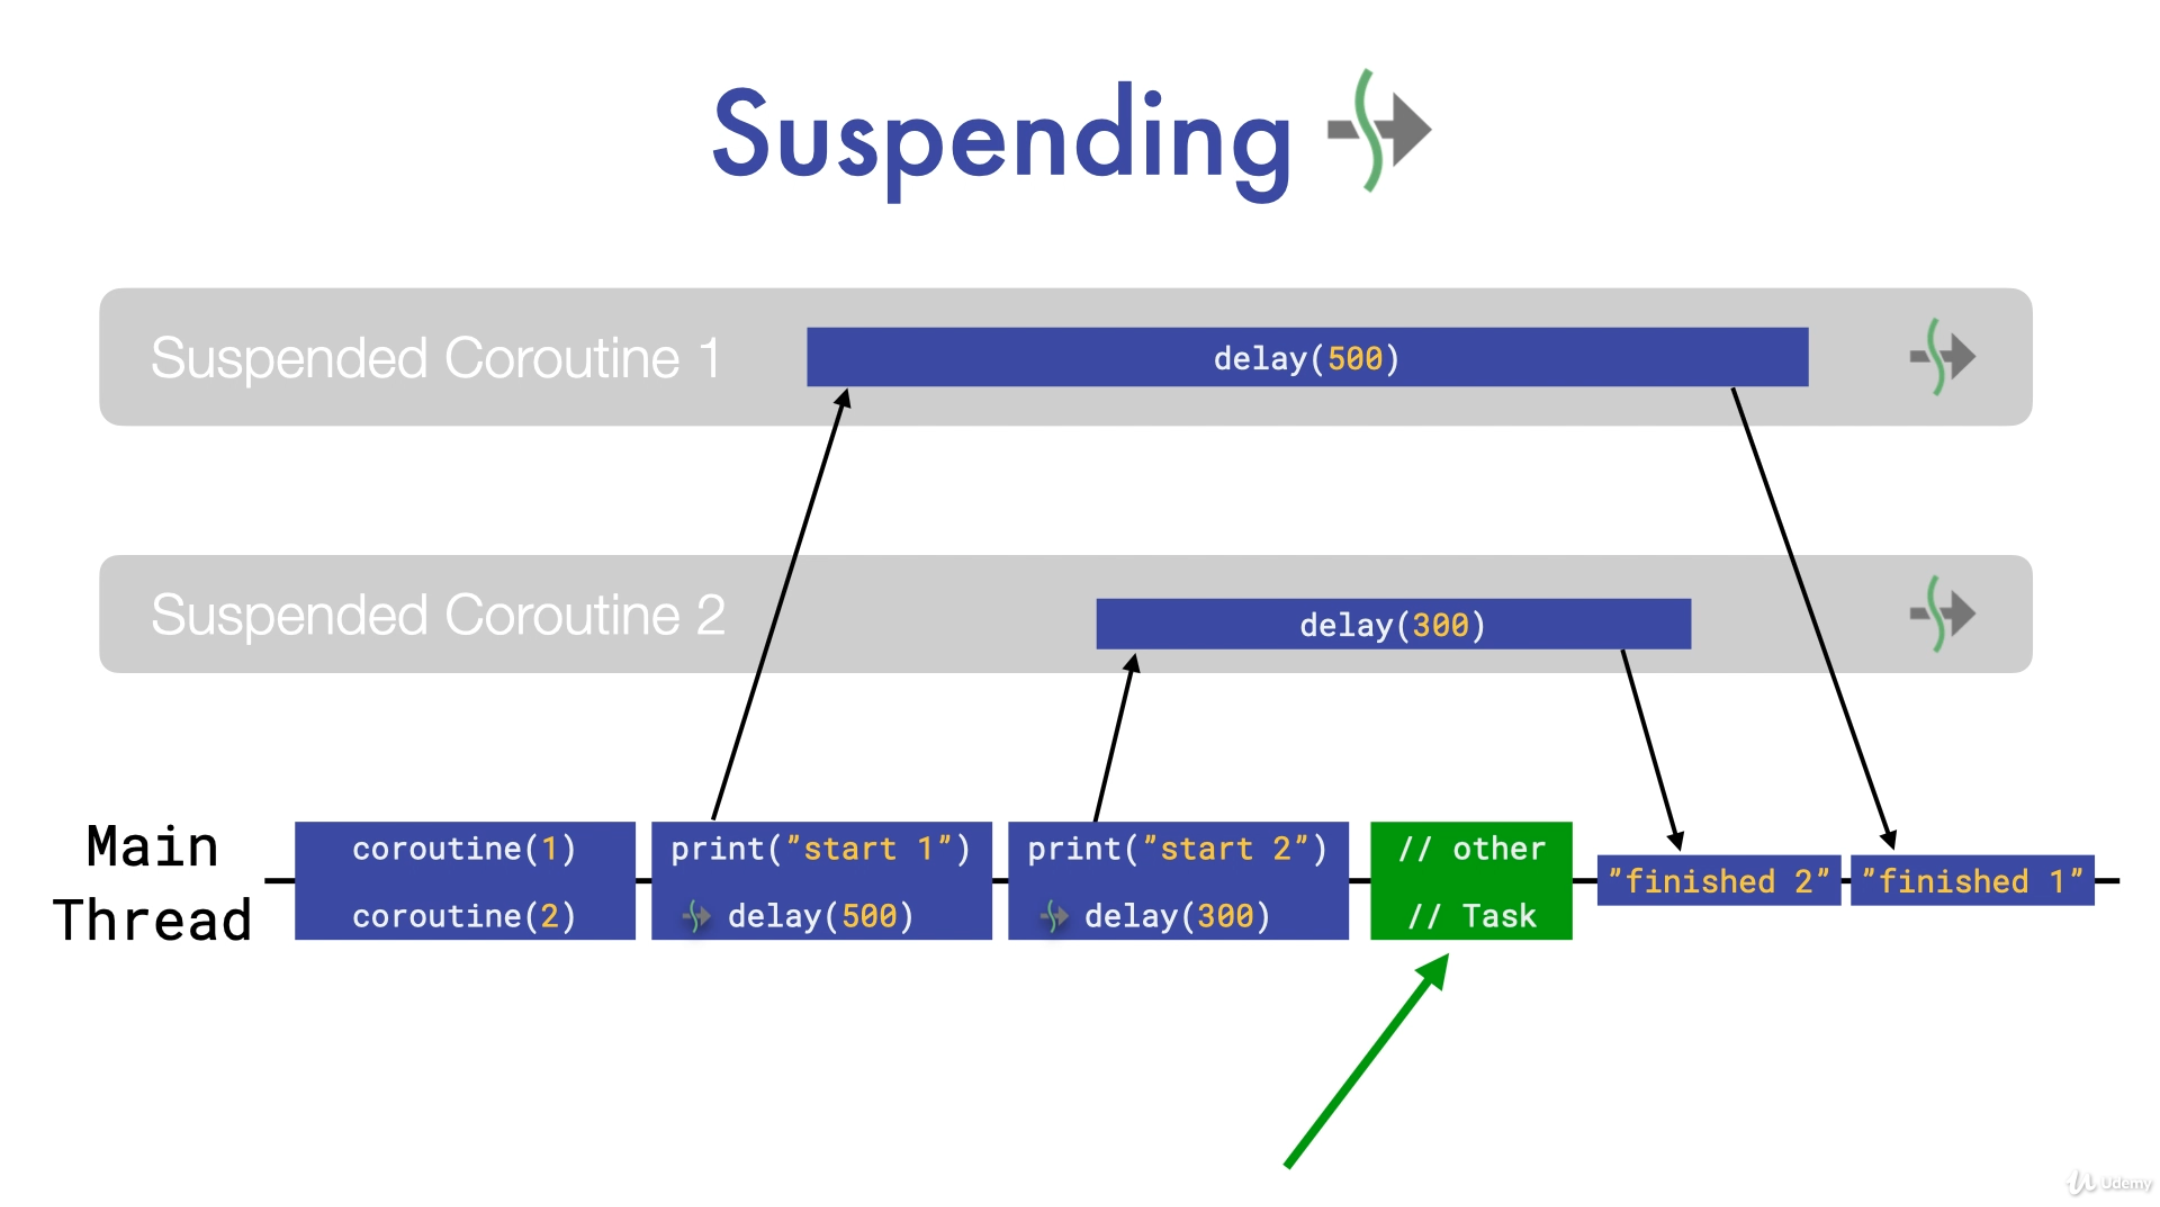 Suspending
Suspended Coroutine 1
delay(500)
Suspended Coroutine 2
delay(300)
Main
Thread
coroutine(1)
coroutine(2)
print(”start 1”)
delay(500)
print(”start 2”)
delay(300)
// other
// Task
”finished 2”
”finished 1”
Udemy